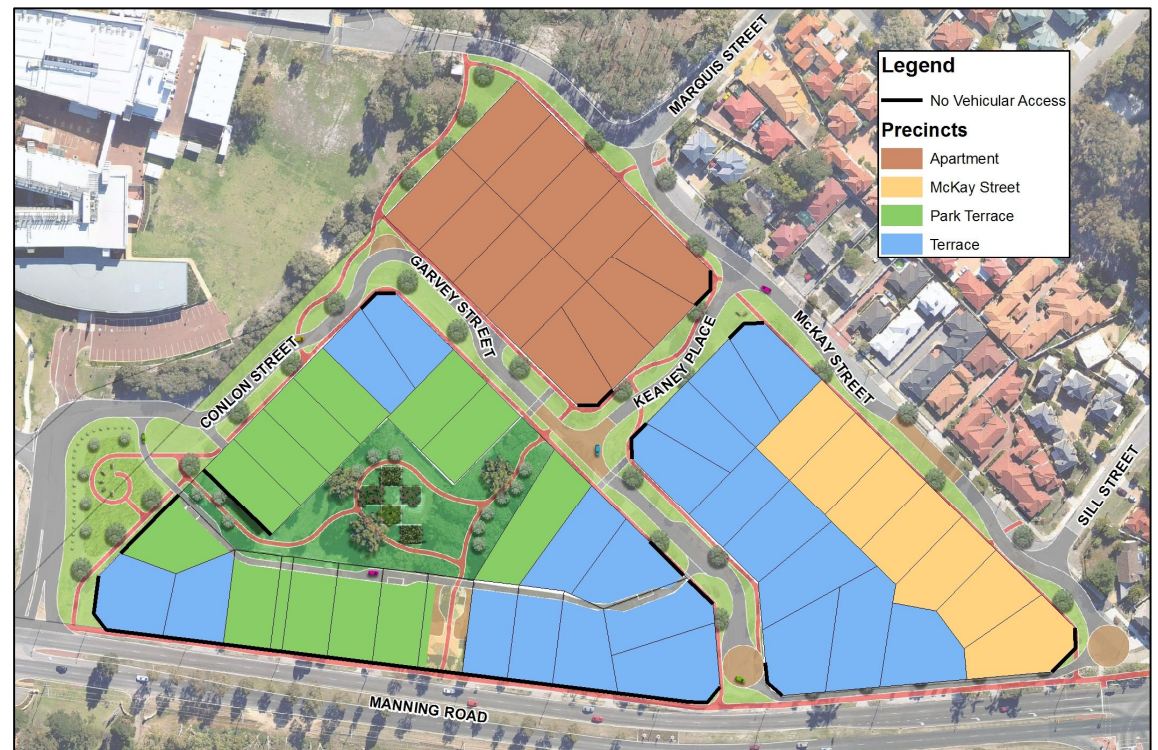 MARQUIS STREET
Legend
No Vehicular Access
Precincts
Apartment
McKay Street
Park Terrace
Terrace
GARVEY STREET
CONLON STREET
KEANEY PLACE
McKAY STREET
SILL STREET
MANNING ROAD